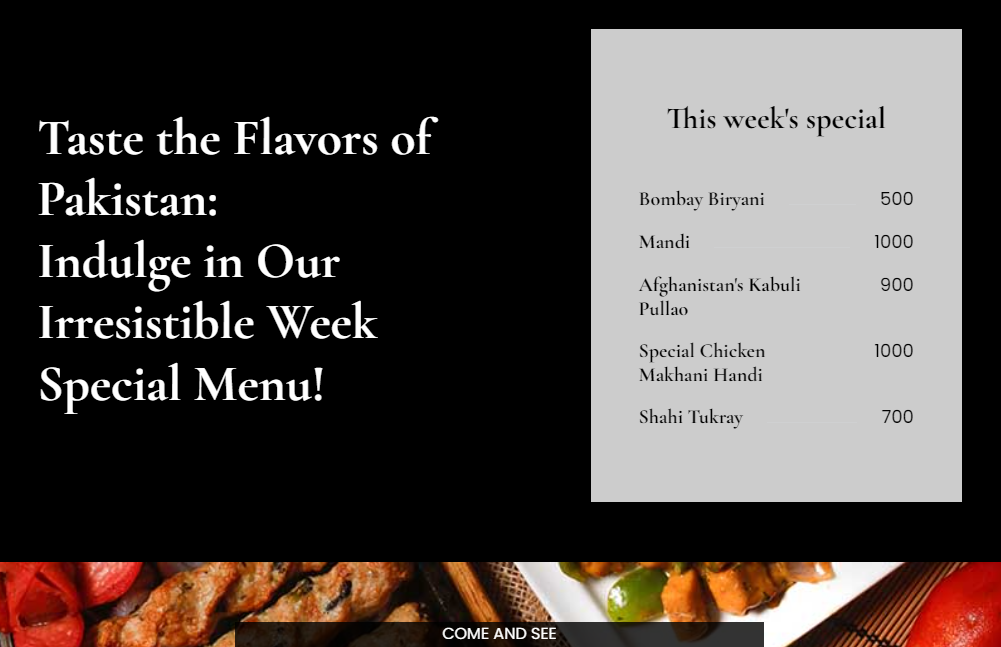 Taste the Flavors of
Pakistan:
Indulge in Our
Irresistible Week
Special Menu!
This week's special
Bombay Biryani 500
Mandi 1000
Afghanistan's Kabuli 900
Pullao
Special Chicken 1000
Makhani Handi
Shahi Tukray 700
COME AND SEE